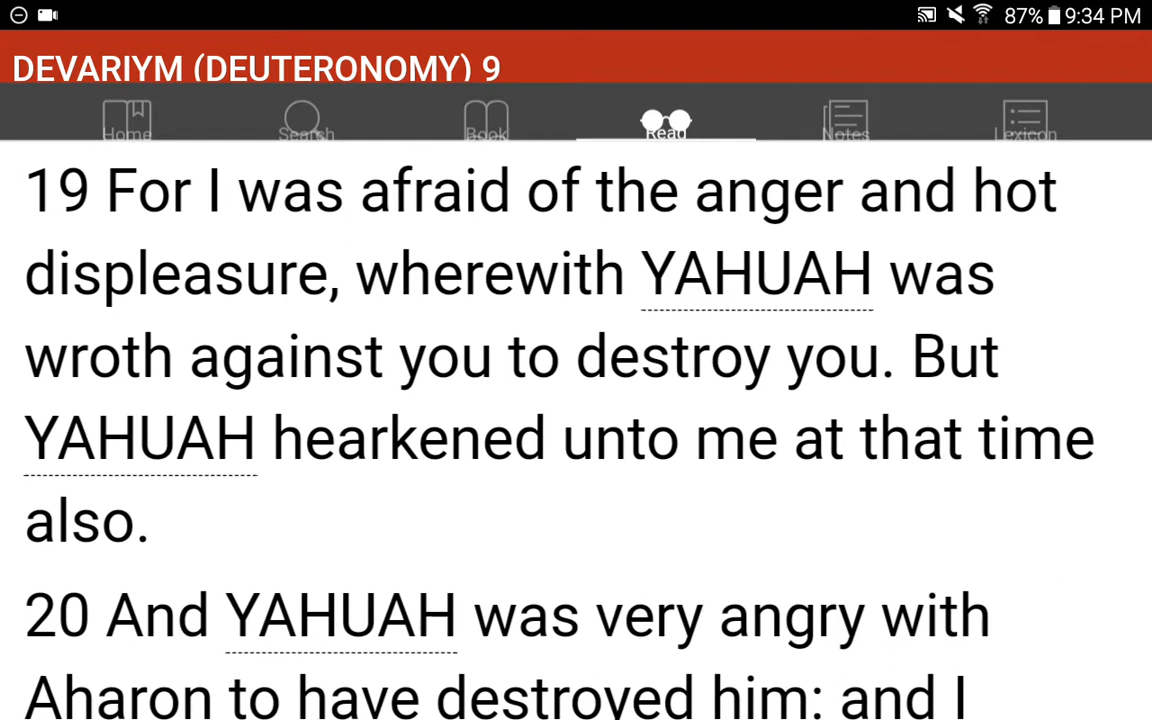 87% 9:34 PM
DEVARIYM (DEUTERONOMY) 9
Home Search Book Read Notes Lexicon
19 For I was afraid of the anger and hot
displeasure, wherewith YAHUAH was
wroth against you to destroy you. But
YAHUAH hearkened unto me at that time
also.
20 And YAHUAH was very angry with
Aharon to have destroyed him: and I